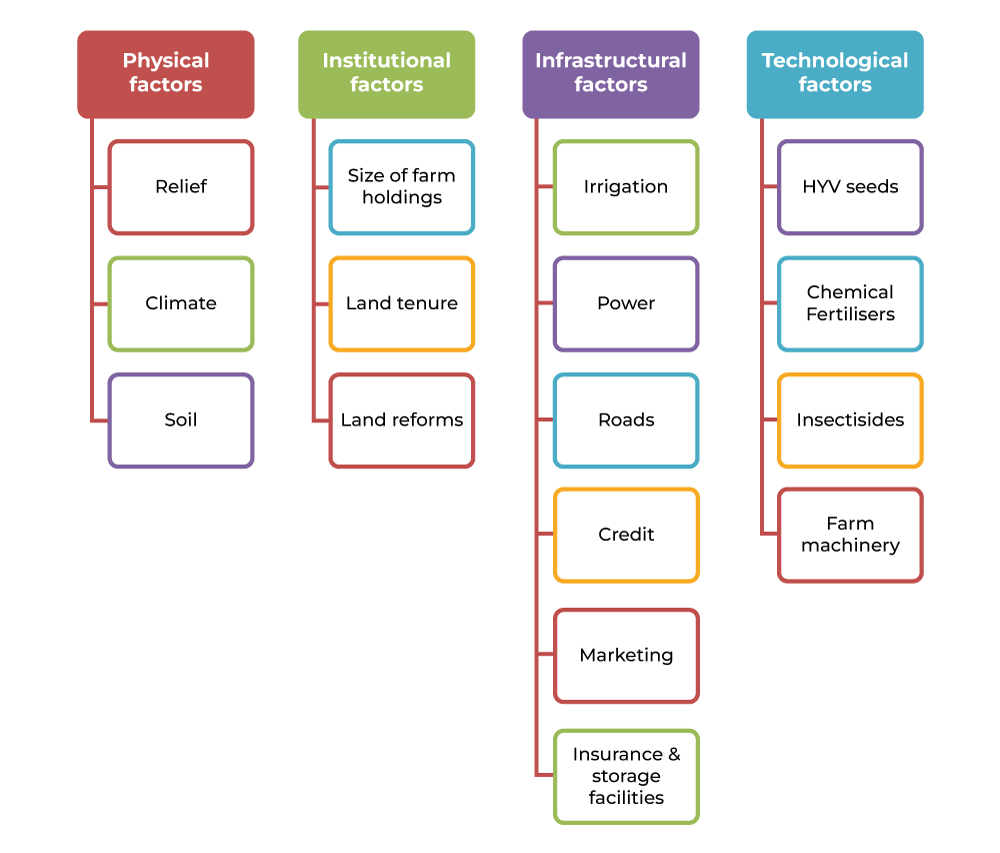 Physical
factors
Relief
Climate
Soil
Institutional
factors
Size of farm
holdings
Land tenure
Land reforms
Infrastructural
factors
Irrigation
Power
Roads
Credit
Marketing
Insurance &
storage
facilities
Technological
factors
HYV seeds
Chemical
Fertilisers
Insectisides
Farm
machinery